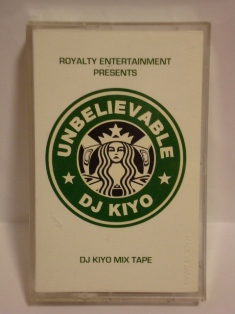 ROYALTY ENTERTAINMENT
PRESENTS
UNBELIEVABLE
DJ KIYO
DJ KIYO MIX TAPE